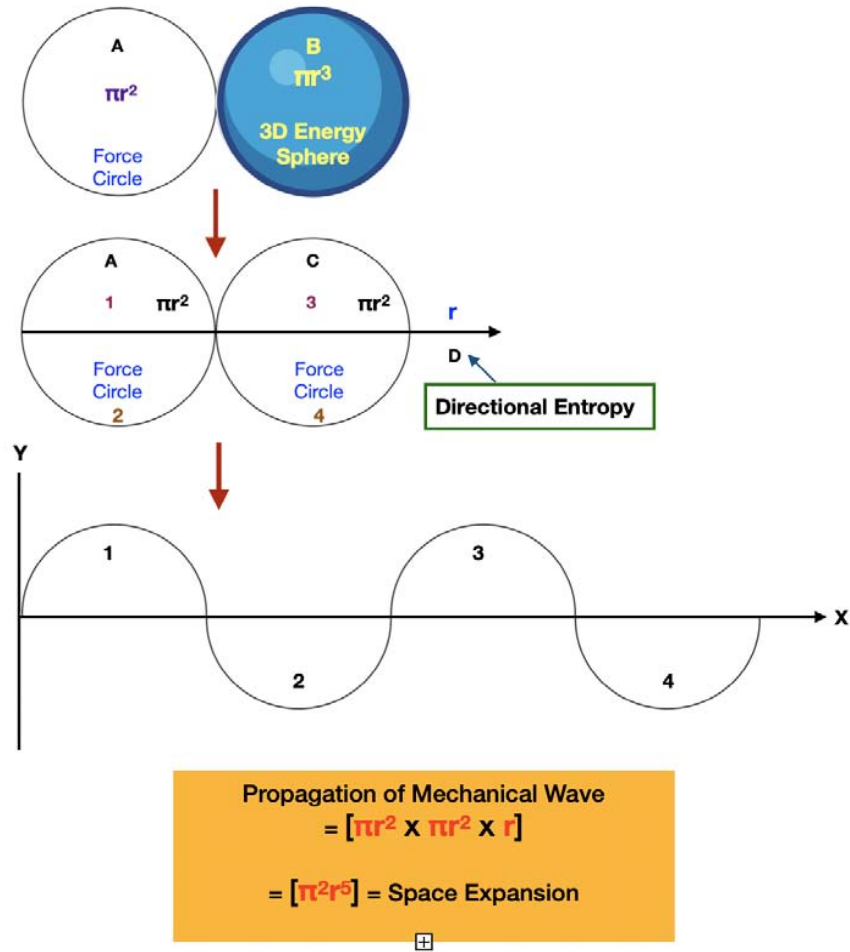 A
B
πr²
πr³
Force
Circle
3D Energy
Sphere
A
C
1
πr²
3
πr²
r
Force
Circle
2
Force
Circle
4
D
Directional Entropy
Y
1
3
X
2
4
Propagation of Mechanical Wave
= [πr² x πr² x r]
= [π²r⁵] = Space Expansion